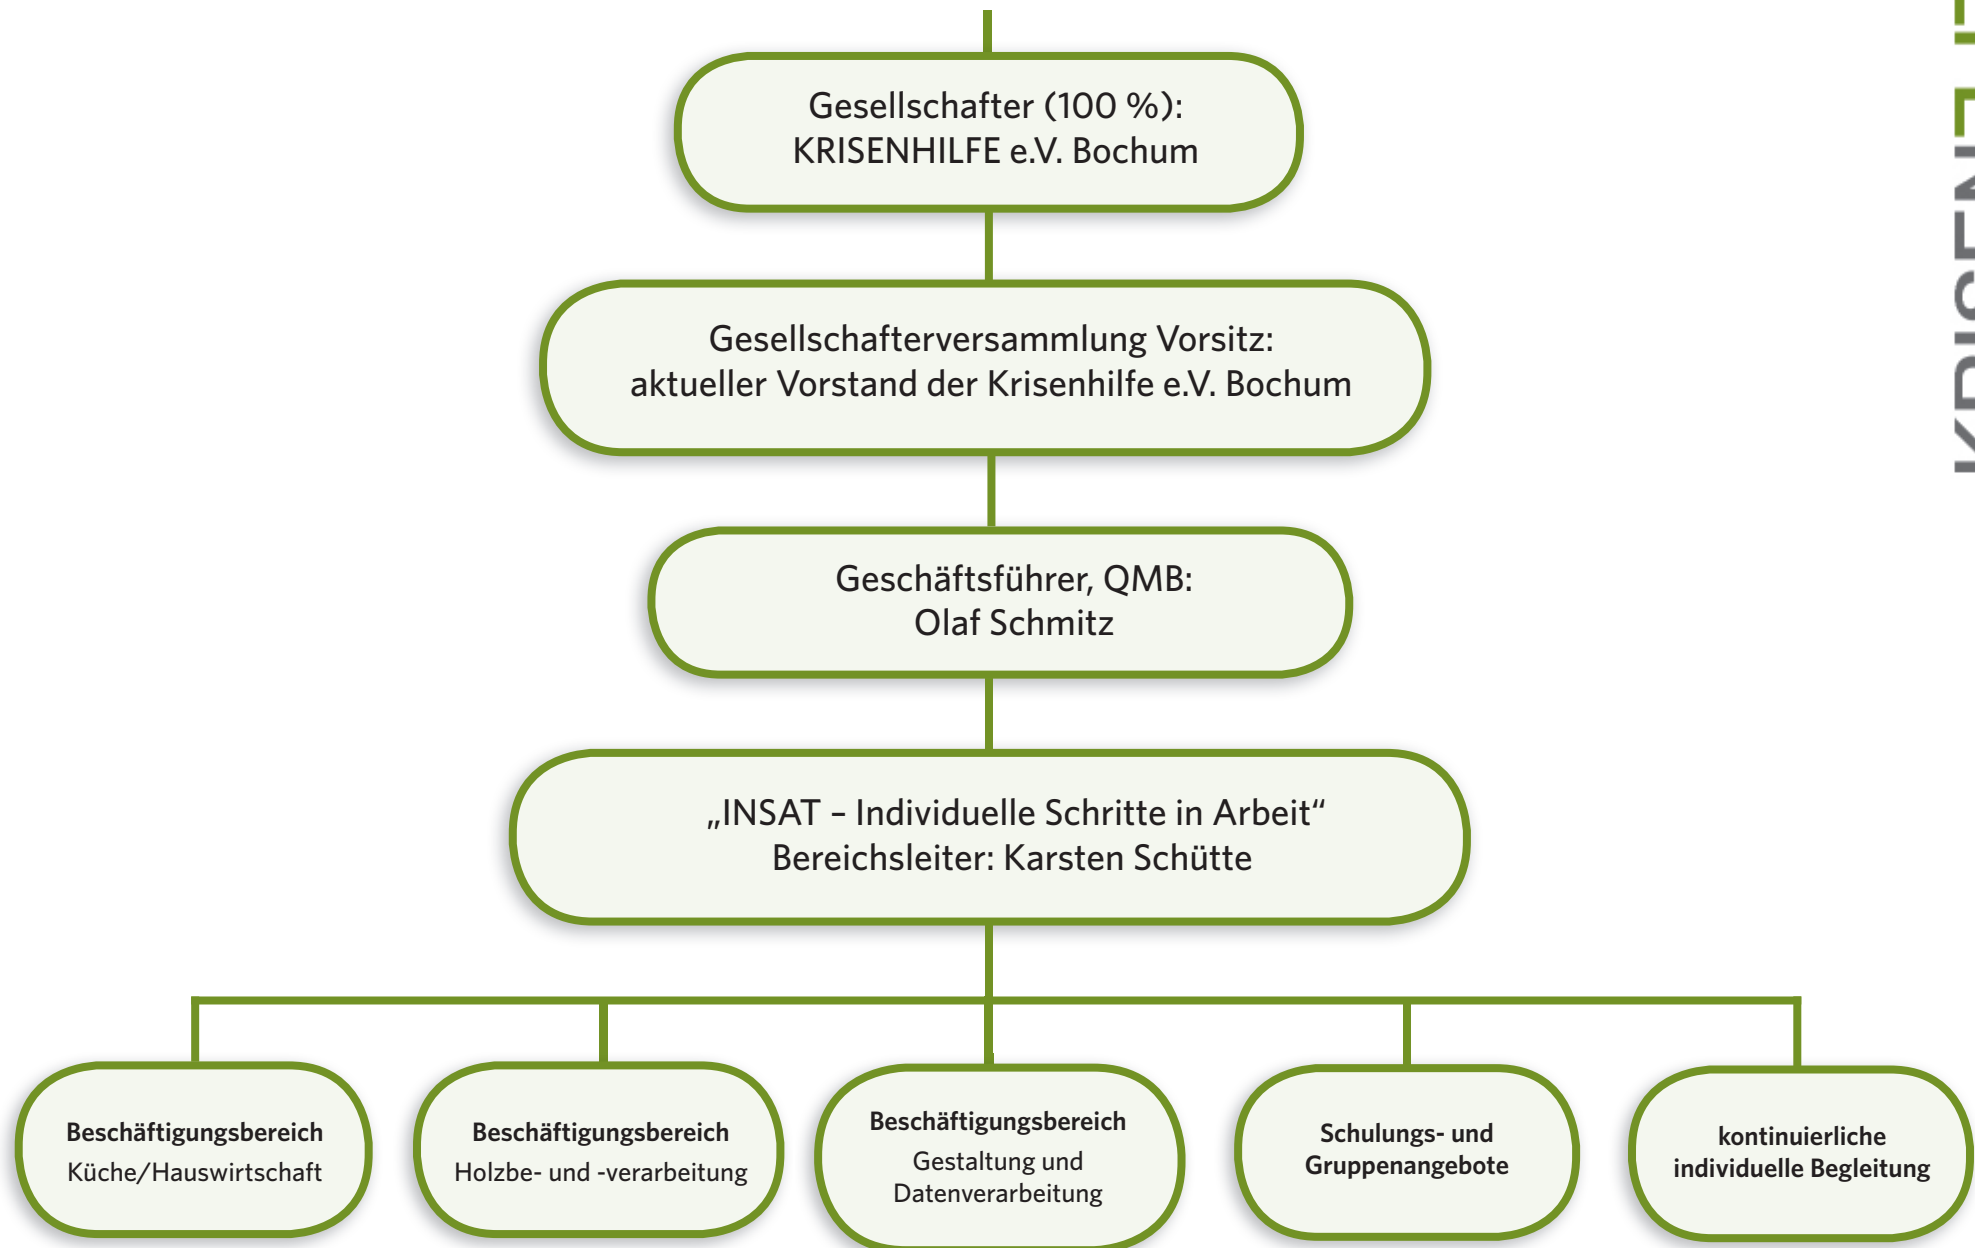 Gesellschafter (100 %):
KRISENHILFE e.V. Bochum
Gesellschafterversammlung Vorsitz:
aktueller Vorstand der Krisenhilfe e.V. Bochum
Geschäftsführer, QMB:
Olaf Schmitz
„INSAT – Individuelle Schritte in Arbeit“
Bereichsleiter: Karsten Schütte
Beschäftigungsbereich
Küche/Hauswirtschaft
Beschäftigungsbereich
Holzbe- und -verarbeitung
Beschäftigungsbereich
Gestaltung und
Datenverarbeitung
Schulungs- und
Gruppenangebote
kontinuierliche
individuelle Begleitung